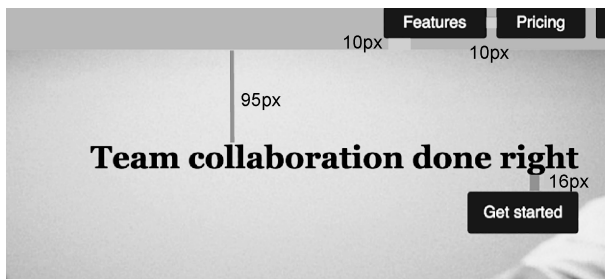 Features Pricing
10px 10px
95px
Team collaboration done right
16px
Get started